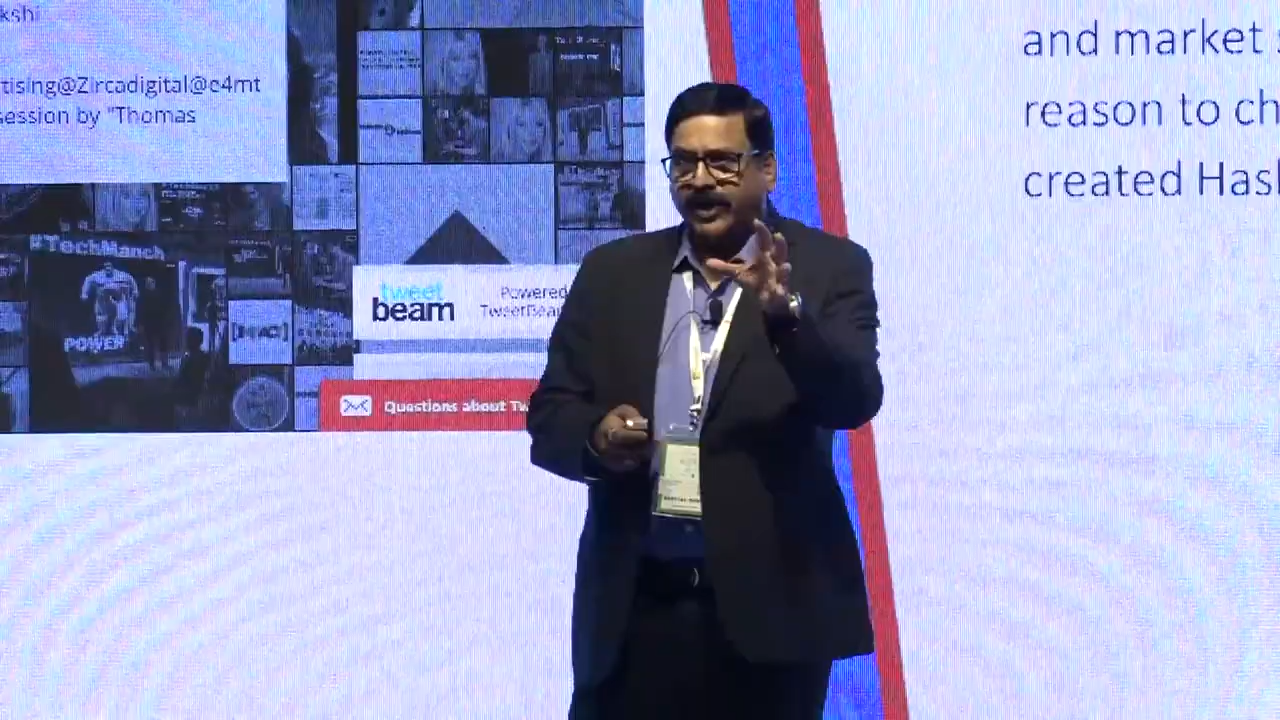 kshi
tising@Zircadigital@e4mt
session by "Thomas
#TechManch
POWER
tweet
beam
Powered
TweetBea
Questions about Tw
and market
reason to ch
created Has